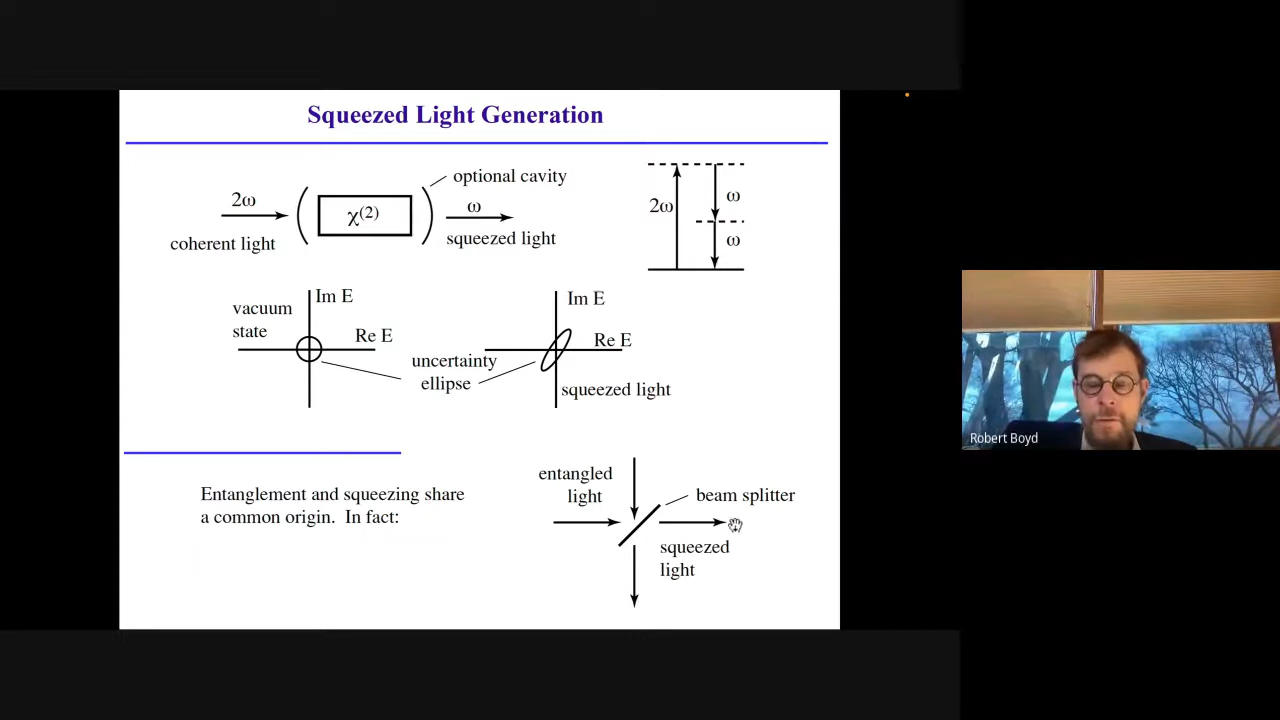 Squeezed Light Generation
optional cavity
2ω
χ(2)
ω
coherent light
squeezed light
2ω
ω
ω
vacuum
state
Im E
Re E
uncertainty
ellipse
Im E
Re E
squeezed light
Entanglement and squeezing share
a common origin. In fact:
entangled
light
beam splitter
squeezed
light
Robert Boyd